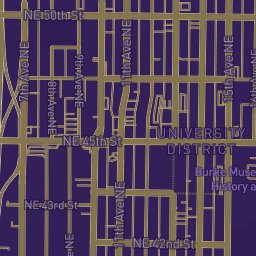 NE 50th St
7th Ave NE
8th Ave NE
9th Ave NE
11th Ave NE
15th Ave NE
UNIVERSITY
DISTRICT
NE 45th St
Burke Muse
History a
NE 43rd St
11th Ave NE
NE 42nd St